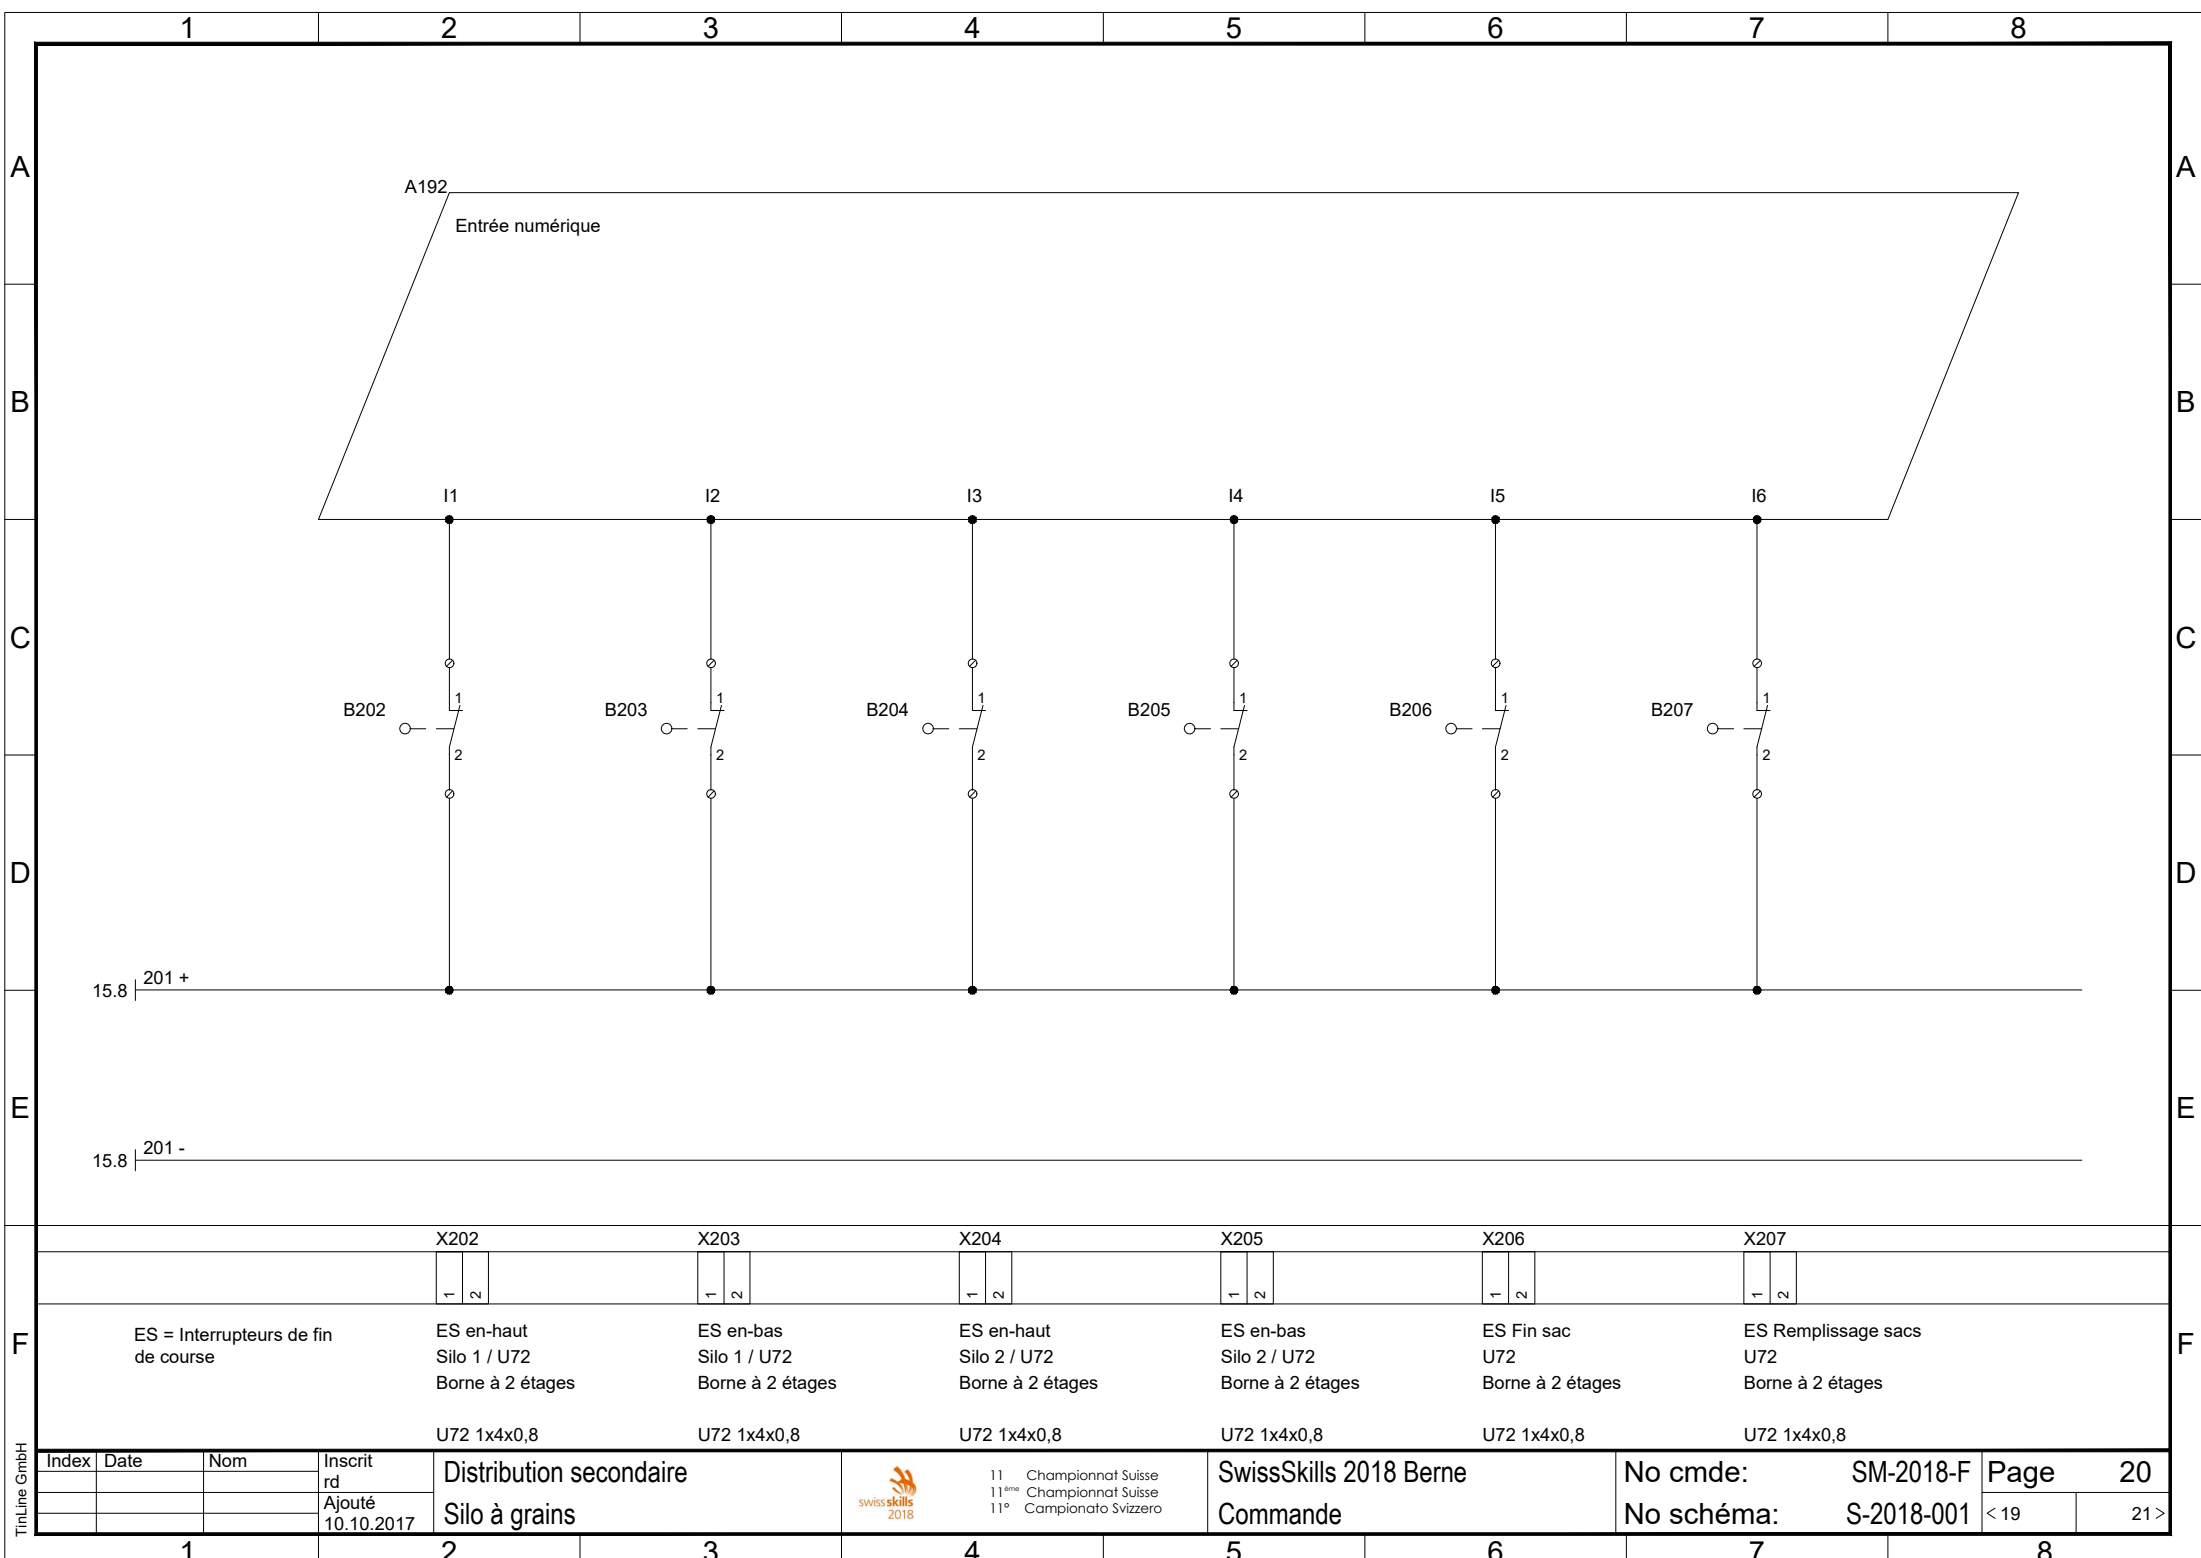 1 2 3 4 5 6 7 8
A A
A192
Entrée numérique
B B
I1 I2 I3 I4 I5 I6
C C
1 1 1 1 1 1
B202 B203 B204 B205 B206 B207
2 2 2 2 2 2
D D
15.8 201 +
E E
15.8 201 -
X202 X203 X204 X205 X206 X207
1 2 1 2 1 2 1 2 1 2 1 2
F F
ES = Interrupteurs de fin
de course
ES en-haut
Silo 1 / U72
Borne à 2 étages
U72 1x4x0,8
ES en-bas
Silo 1 / U72
Borne à 2 étages
U72 1x4x0,8
ES en-haut
Silo 2 / U72
Borne à 2 étages
U72 1x4x0,8
ES en-bas
Silo 2 / U72
Borne à 2 étages
U72 1x4x0,8
ES Fin sac
U72
Borne à 2 étages
U72 1x4x0,8
ES Remplissage sacs
U72
Borne à 2 étages
U72 1x4x0,8
TinLine GmbH
Index Date Nom
Inscrit
rd
Ajouté
10.10.2017
Distribution secondaire
Silo à grains
swissskills
2018
11 Championnat Suisse
11ème Championnat Suisse
11° Campionato Svizzero
SwissSkills 2018 Berne
Commande
No cmde: SM-2018-F
No schéma: S-2018-001
Page 20
< 19 21 >
1 2 3 4 5 6 7 8